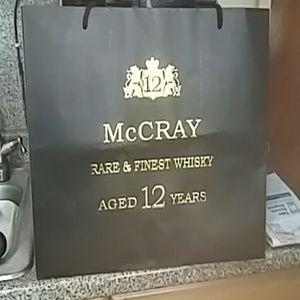 12
McCRAY
RARE & FINEST WHISKY
AGED 12 YEARS